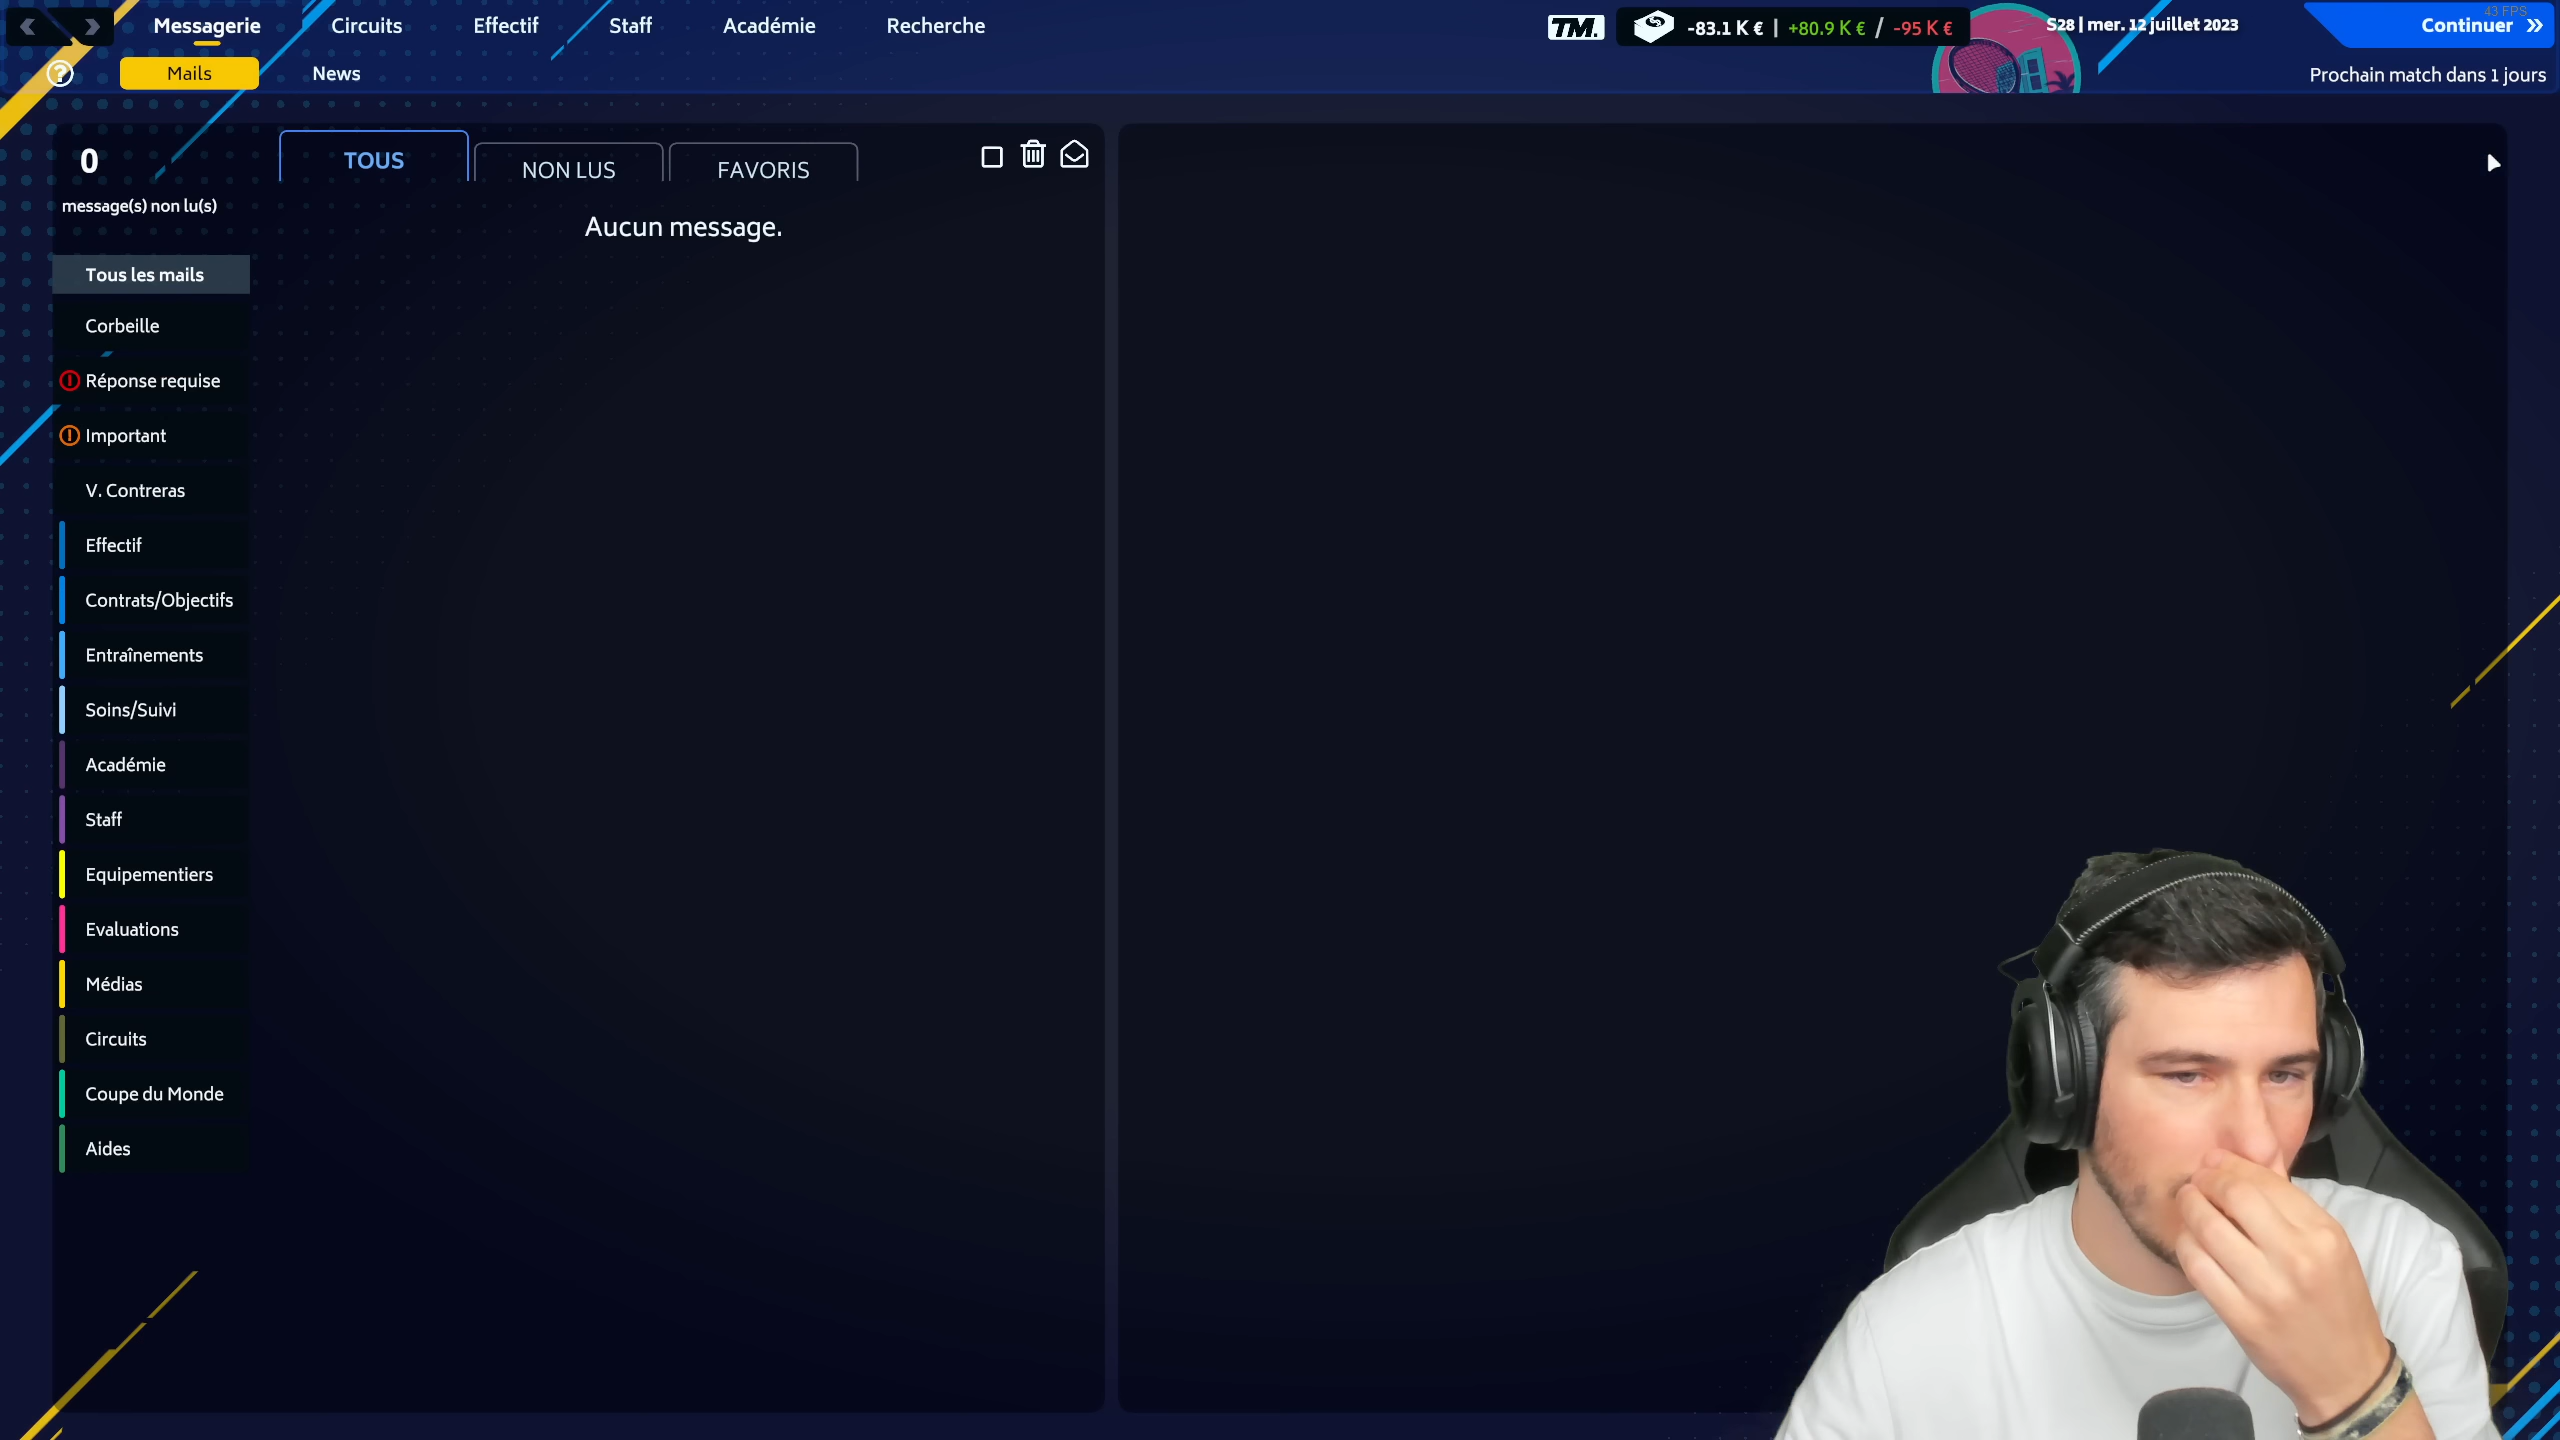 Messagerie
Circuits
Effectif
Staff
Académie
Recherche
TM.
-83.1 K € | +80.9 K € / -95 K €
S28 | mer. 12 juillet 2023
43 FPS
Continuer
Mails
News
Prochain match dans 1 jours
0
message(s) non lu(s)
TOUS
NON LUS
FAVORIS
Aucun message.
Tous les mails
Corbeille
Réponse requise
Important
V. Contreras
Effectif
Contrats/Objectifs
Entraînements
Soins/Suivi
Académie
Staff
Equipementiers
Evaluations
Médias
Circuits
Coupe du Monde
Aides